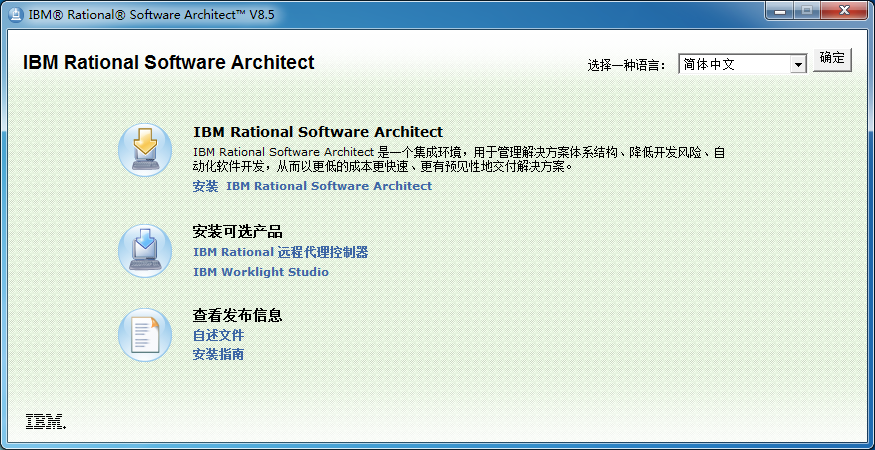 IBM® Rational® Software Architect™ V8.5
IBM Rational Software Architect
选择一种语言：
简体中文
确定
IBM Rational Software Architect
IBM Rational Software Architect 是一个集成环境，用于管理解决方案体系结构、降低开发风险、自
动化软件开发，从而以更低的成本更快速、更有预见性地交付解决方案。
安装 IBM Rational Software Architect
安装可选产品
IBM Rational 远程代理控制器
IBM Worklight Studio
查看发布信息
自述文件
安装指南
IBM.